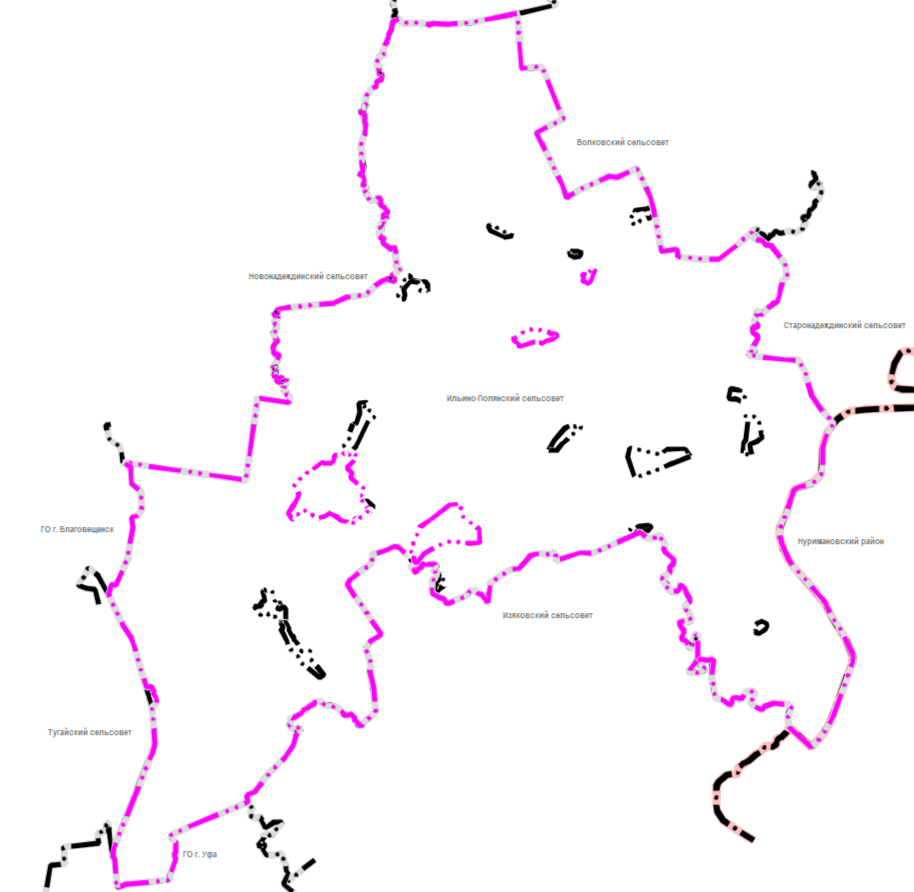 Волковский сельсовет
Новонадеждинский сельсовет
Старонадеждинский сельсовет
Ильино-Полянский сельсовет
ГО г. Благовещенск
Нуримановский район
Изяковский сельсовет
Тугайский сельсовет
ГО г. Уфа